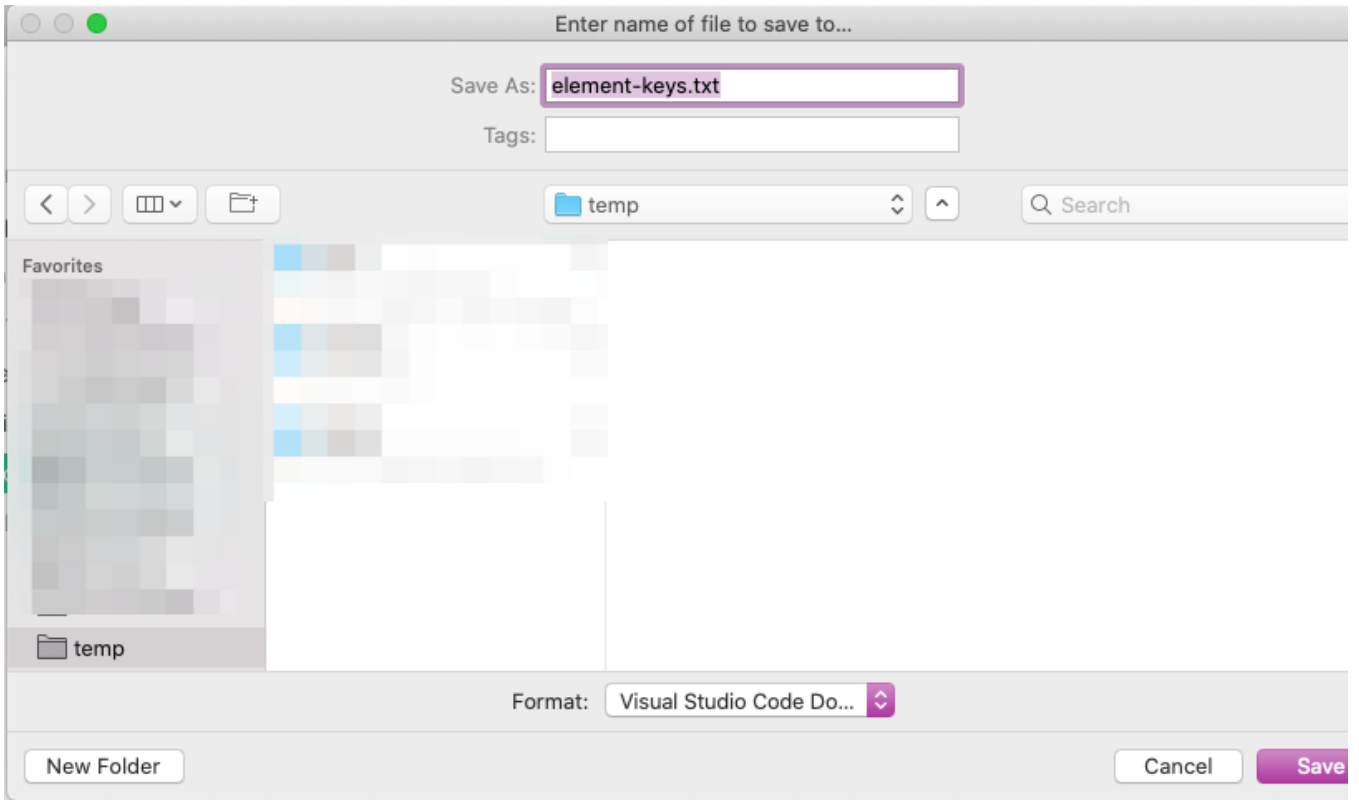 Enter name of file to save to...
Save As: element-keys.txt
Tags:
temp
Search
Favorites
temp
Format: Visual Studio Code Do...
New Folder
Cancel
Save